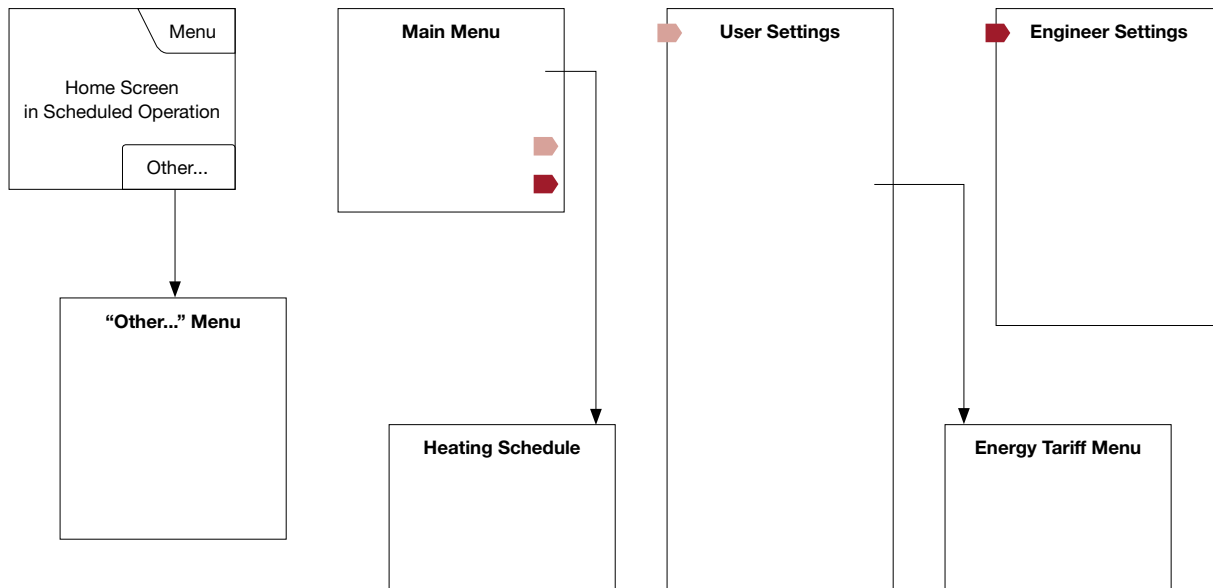 Menu
Home Screen
in Scheduled Operation
Other...
“Other...” Menu
Main Menu
Heating Schedule
User Settings
Engineer Settings
Energy Tariff Menu